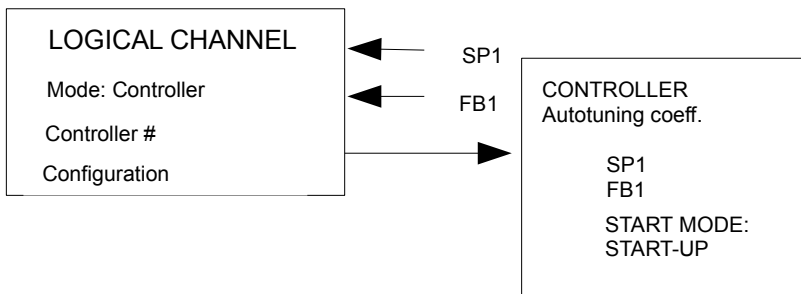 LOGICAL CHANNEL
Mode: Controller
Controller #
Configuration
SP1
FB1
CONTROLLER
Autotuning coeff.
SP1
FB1
START MODE:
START-UP